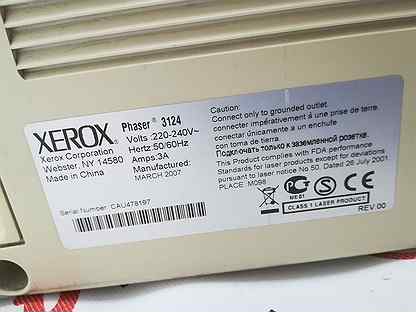 XEROX®
Phaser® 3124
Xerox Corporation
Webster, NY 14580
Made in China
Volts :220-240V~
Hertz:50/60Hz
Amps:3A
Manufactured:
MARCH 2007
Serial Number: CAU478197
Caution:
Connect only to grounded outlet.
connecter impérativement à une prise de terre.
conectar únicamente a un enchufe
con toma de tierra.
Подключать только к заземленной розетке.
This Product complies with FDA performance
Standards for laser products except for deviations
pursuant to laser notice No 50, Dated 26 July 2001
PLACE :M098
ME61
S
CLASS 1 LASER PRODUCT
REV 00